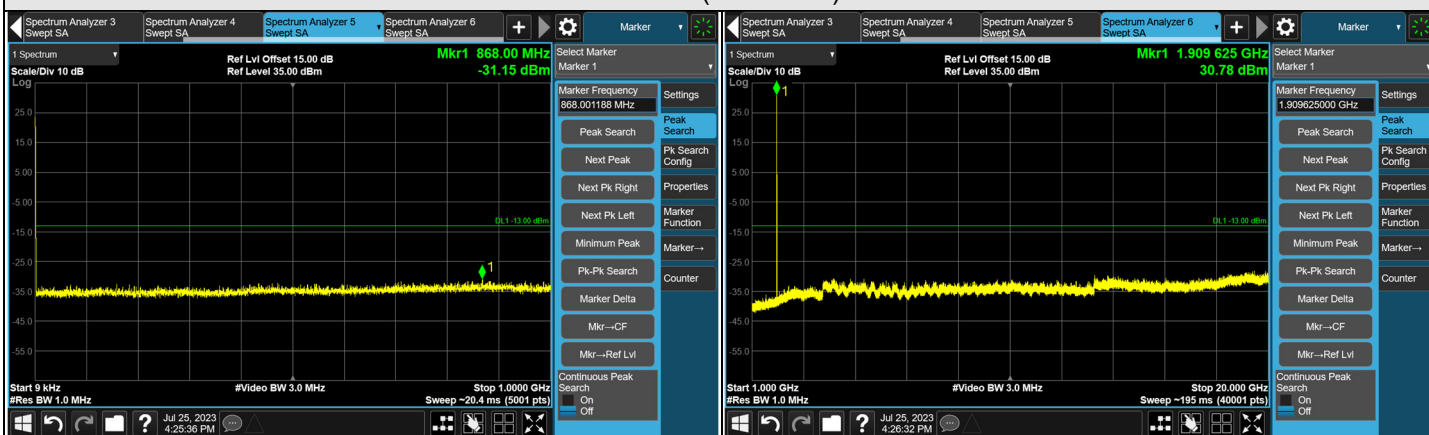 Spectrum Analyzer 3
Swept SA
Spectrum Analyzer 4
Swept SA
Spectrum Analyzer 5
Swept SA
Spectrum Analyzer 6
Swept SA
+
Marker
1 Spectrum
Scale/Div 10 dB
Log
Ref Lvl Offset 15.00 dB
Ref Level 35.00 dBm
Mkr1 868.00 MHz
-31.15 dBm
25.0
15.0
5.00
-5.00
-15.0
-25.0
-35.0
-45.0
-55.0
DL1 -13.00 dBm
1
Start 9 kHz
#Res BW 1.0 MHz
#Video BW 3.0 MHz
Stop 1.0000 GHz
Sweep ~20.4 ms (5001 pts)
Select Marker
Marker 1
Marker Frequency
868.001188 MHz
Peak Search
Next Peak
Next Pk Right
Next Pk Left
Minimum Peak
Pk-Pk Search
Marker Delta
Mkr→CF
Mkr→Ref Lvl
Continuous Peak
Search
On
Off
Settings
Peak
Search
Pk Search
Config
Properties
Marker
Function
Marker→
Counter
?
Jul 25, 2023
4:25:36 PM
Spectrum Analyzer 3
Swept SA
Spectrum Analyzer 4
Swept SA
Spectrum Analyzer 5
Swept SA
Spectrum Analyzer 6
Swept SA
+
Marker
1 Spectrum
Scale/Div 10 dB
Log
Ref Lvl Offset 15.00 dB
Ref Level 35.00 dBm
Mkr1 1.909 625 GHz
30.78 dBm
1
25.0
15.0
5.00
-5.00
-15.0
-25.0
-35.0
-45.0
-55.0
DL1 -13.00 dBm
Start 1.000 GHz
#Res BW 1.0 MHz
#Video BW 3.0 MHz
Stop 20.000 GHz
Sweep ~195 ms (40001 pts)
Select Marker
Marker 1
Marker Frequency
1.909625000 GHz
Peak Search
Next Peak
Next Pk Right
Next Pk Left
Minimum Peak
Pk-Pk Search
Marker Delta
Mkr→CF
Mkr→Ref Lvl
Continuous Peak
Search
On
Off
Settings
Peak
Search
Pk Search
Config
Properties
Marker
Function
Marker→
Counter
?
Jul 25, 2023
4:26:32 PM